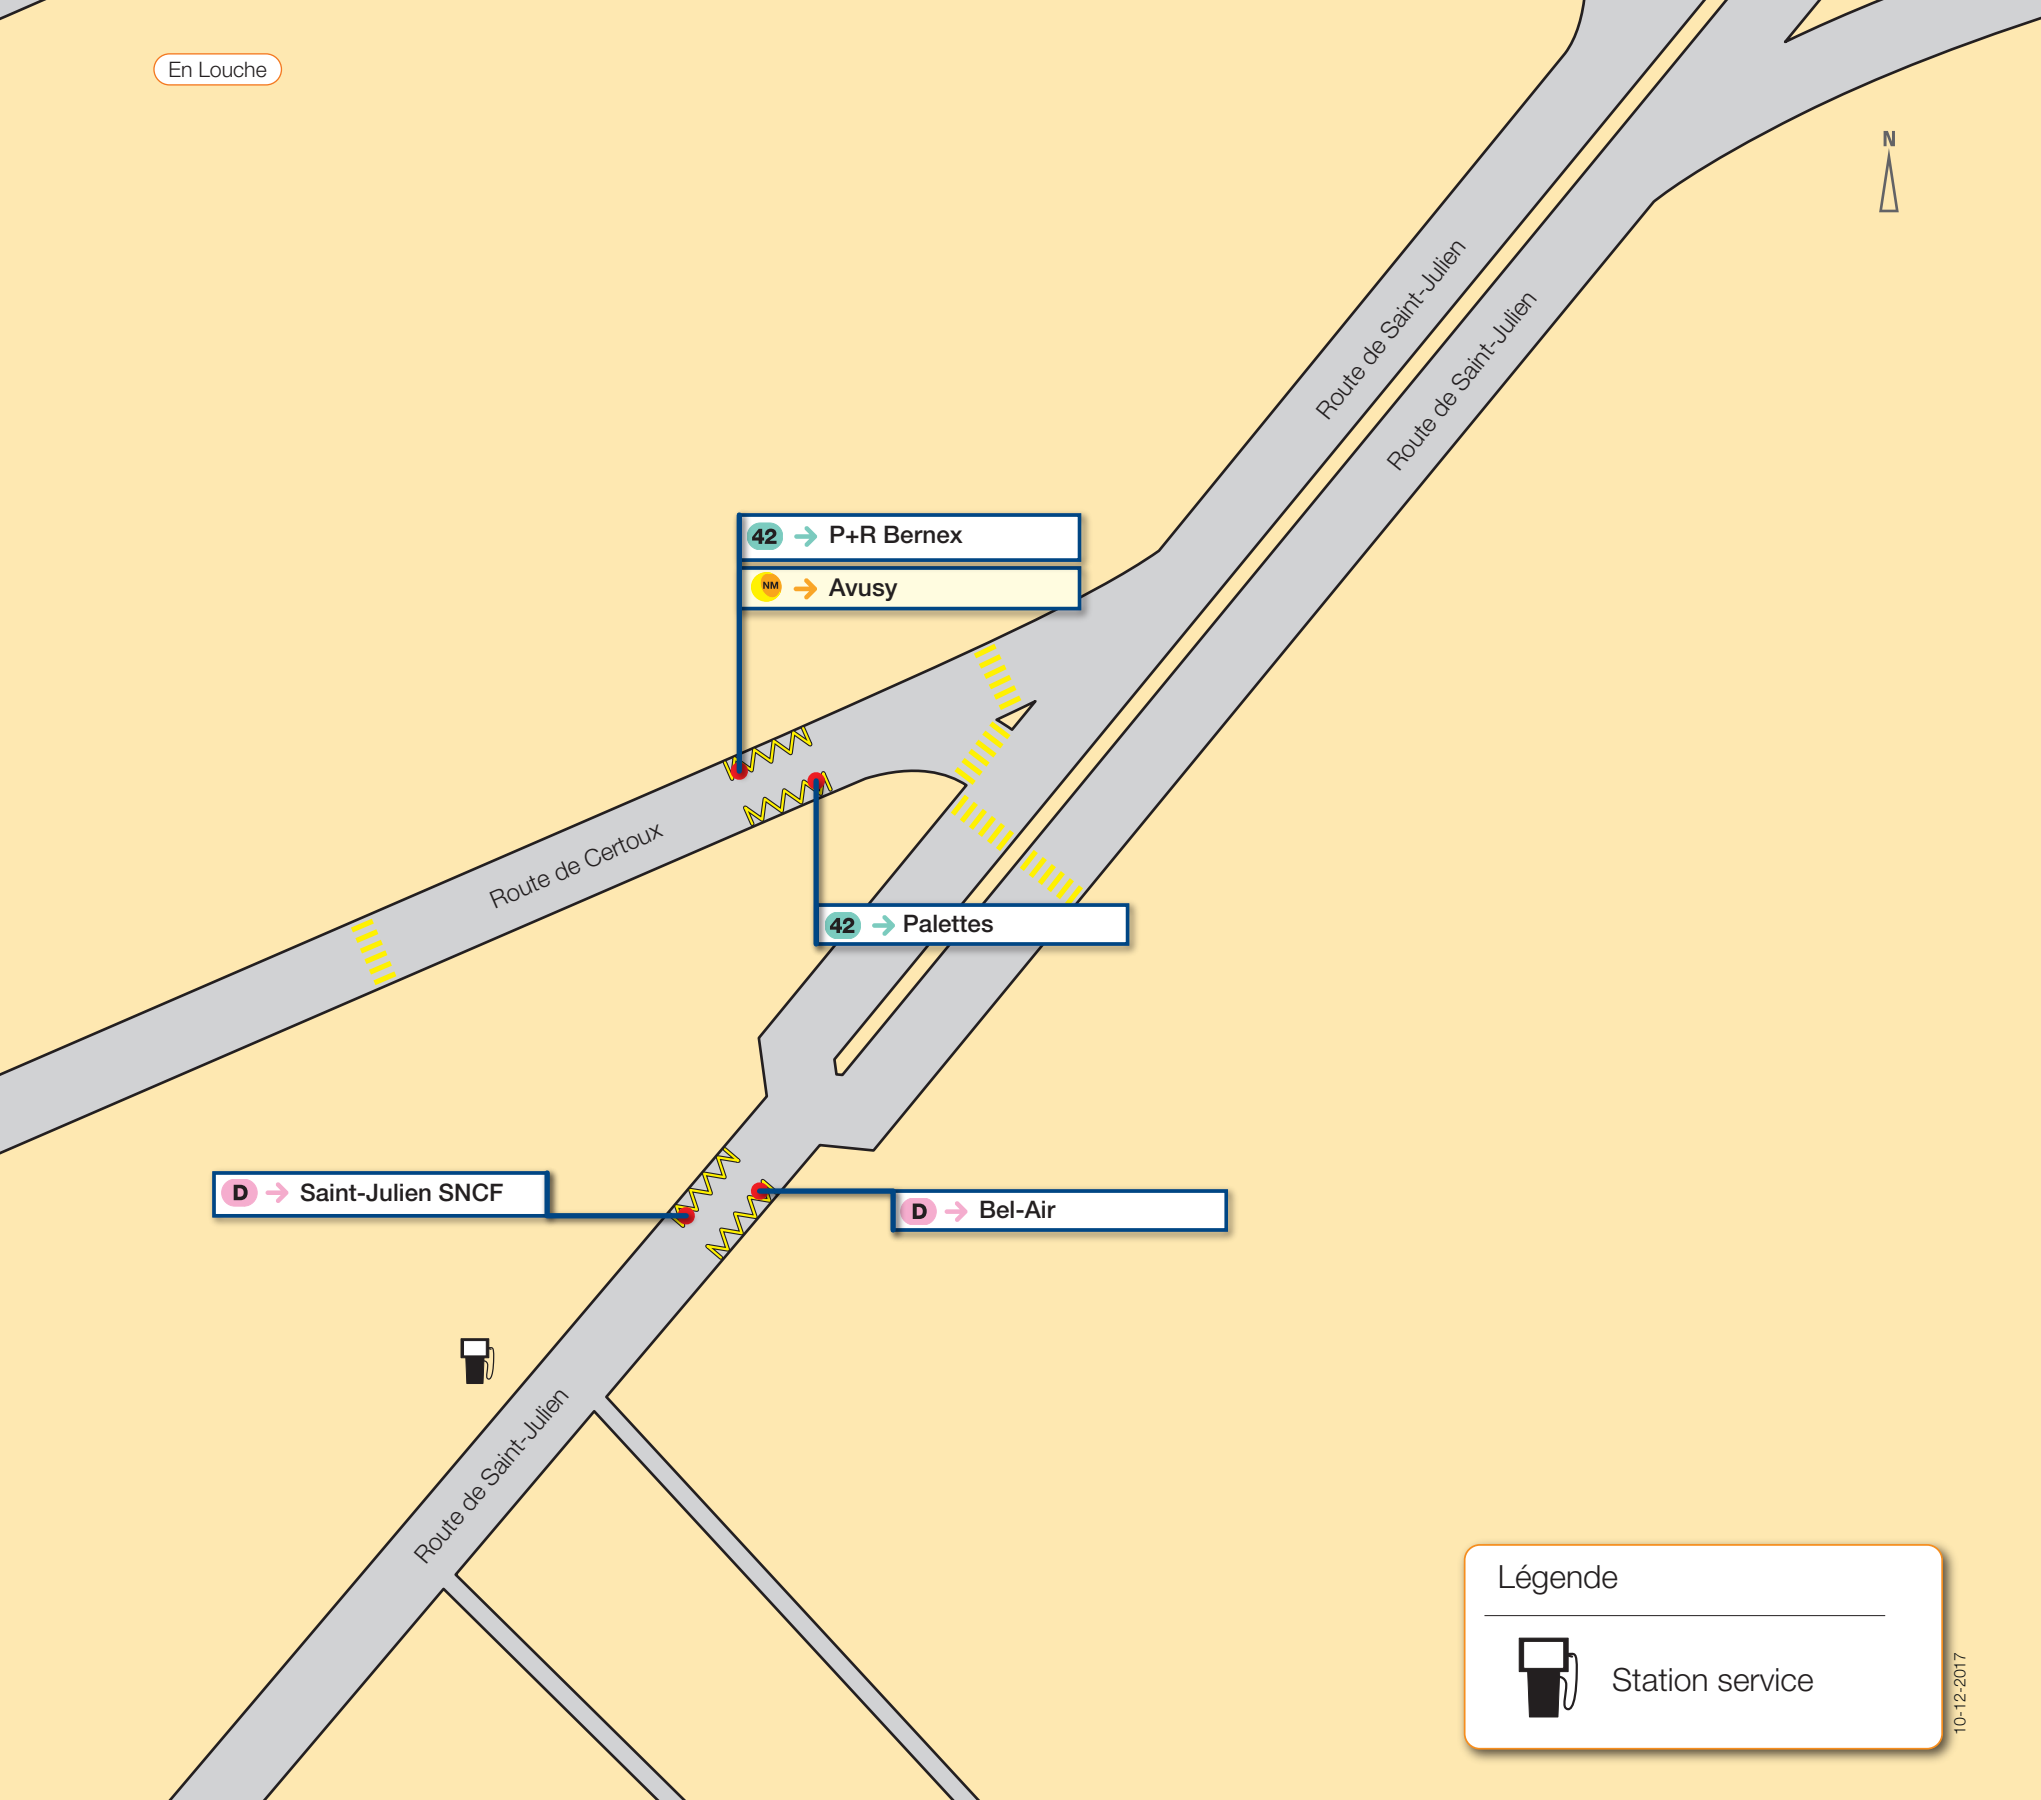 En Louche
N
Route de Saint-Julien
Route de Saint-Julien
42 P+R Bernex
NM Avusy
Route de Certoux
42 Palettes
D Saint-Julien SNCF
D Bel-Air
Route de Saint-Julien
Légende
Station service
10-12-2017